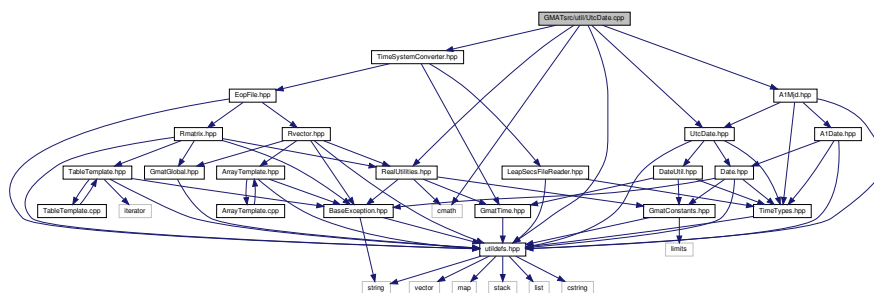 GMATsrc/util/UtcDate.cpp
TimeSystemConverter.hpp
EopFile.hpp
A1Mjd.hpp
Rmatrix.hpp
Rvector.hpp
UtcDate.hpp
A1Date.hpp
TableTemplate.hpp
GmatGlobal.hpp
ArrayTemplate.hpp
RealUtilities.hpp
LeapSecsFileReader.hpp
DateUtil.hpp
Date.hpp
TableTemplate.cpp
iterator
ArrayTemplate.cpp
BaseException.hpp
cmath
GmatTime.hpp
GmatConstants.hpp
TimeTypes.hpp
utildefs.hpp
limits
string
vector
map
stack
list
cstring